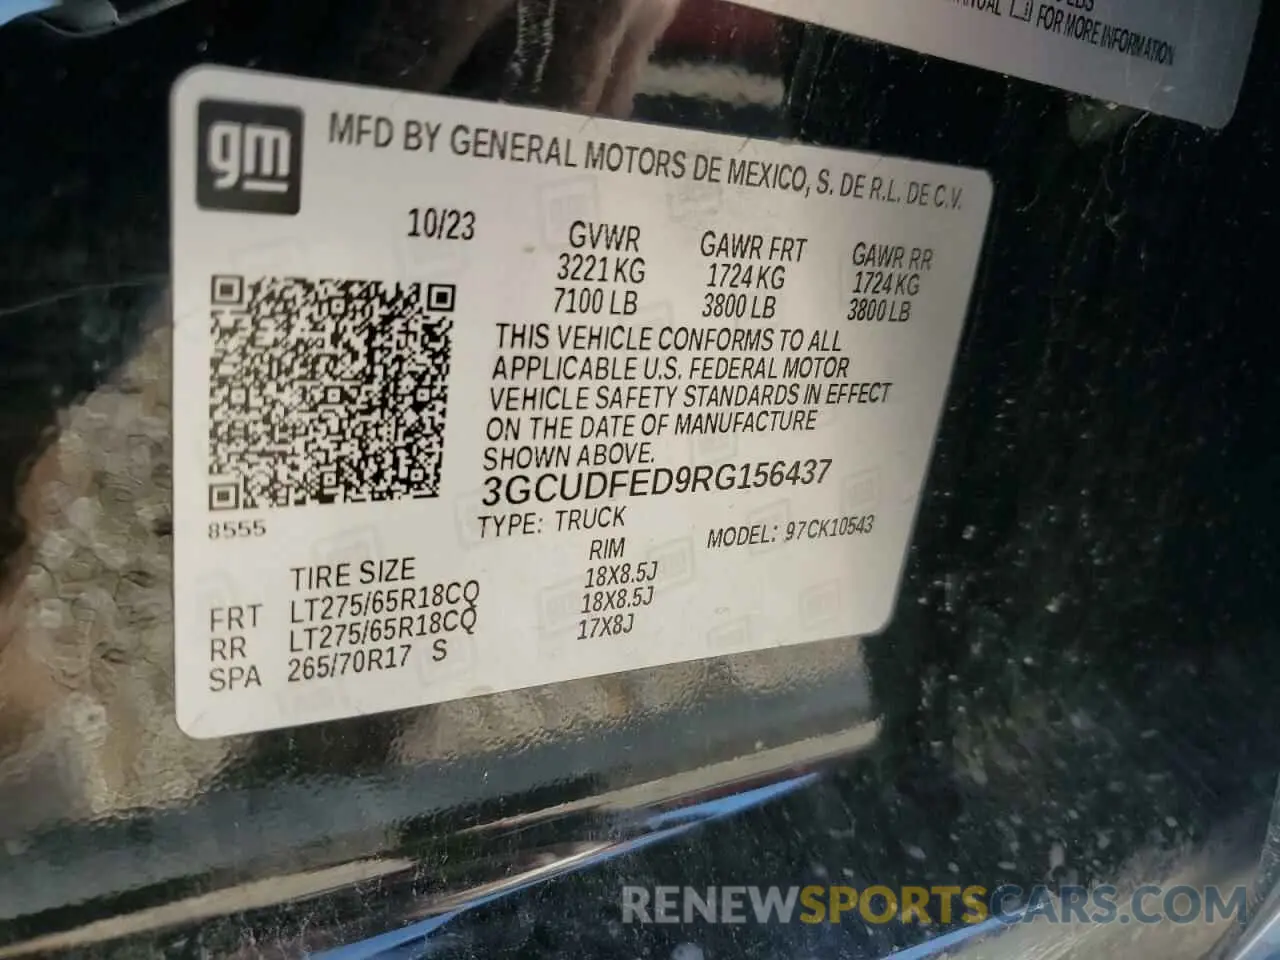 LBS
MANUAL FOR MORE INFORMATION
gm
MFD BY GENERAL MOTORS DE MEXICO, S. DE R.L. DE C.V.
10/23
GVWR GAWR FRT GAWR RR
3221 KG 1724 KG 1724 KG
7100 LB 3800 LB 3800 LB
THIS VEHICLE CONFORMS TO ALL
APPLICABLE U.S. FEDERAL MOTOR
VEHICLE SAFETY STANDARDS IN EFFECT
ON THE DATE OF MANUFACTURE
SHOWN ABOVE.
3GCUDFED9RG156437
8555
TYPE: TRUCK MODEL: 97CK10543
TIRE SIZE RIM
FRT LT275/65R18CQ 18X8.5J
RR LT275/65R18CQ 18X8.5J
SPA 265/70R17 S 17X8J
RENEWSPORTSCARS.COM